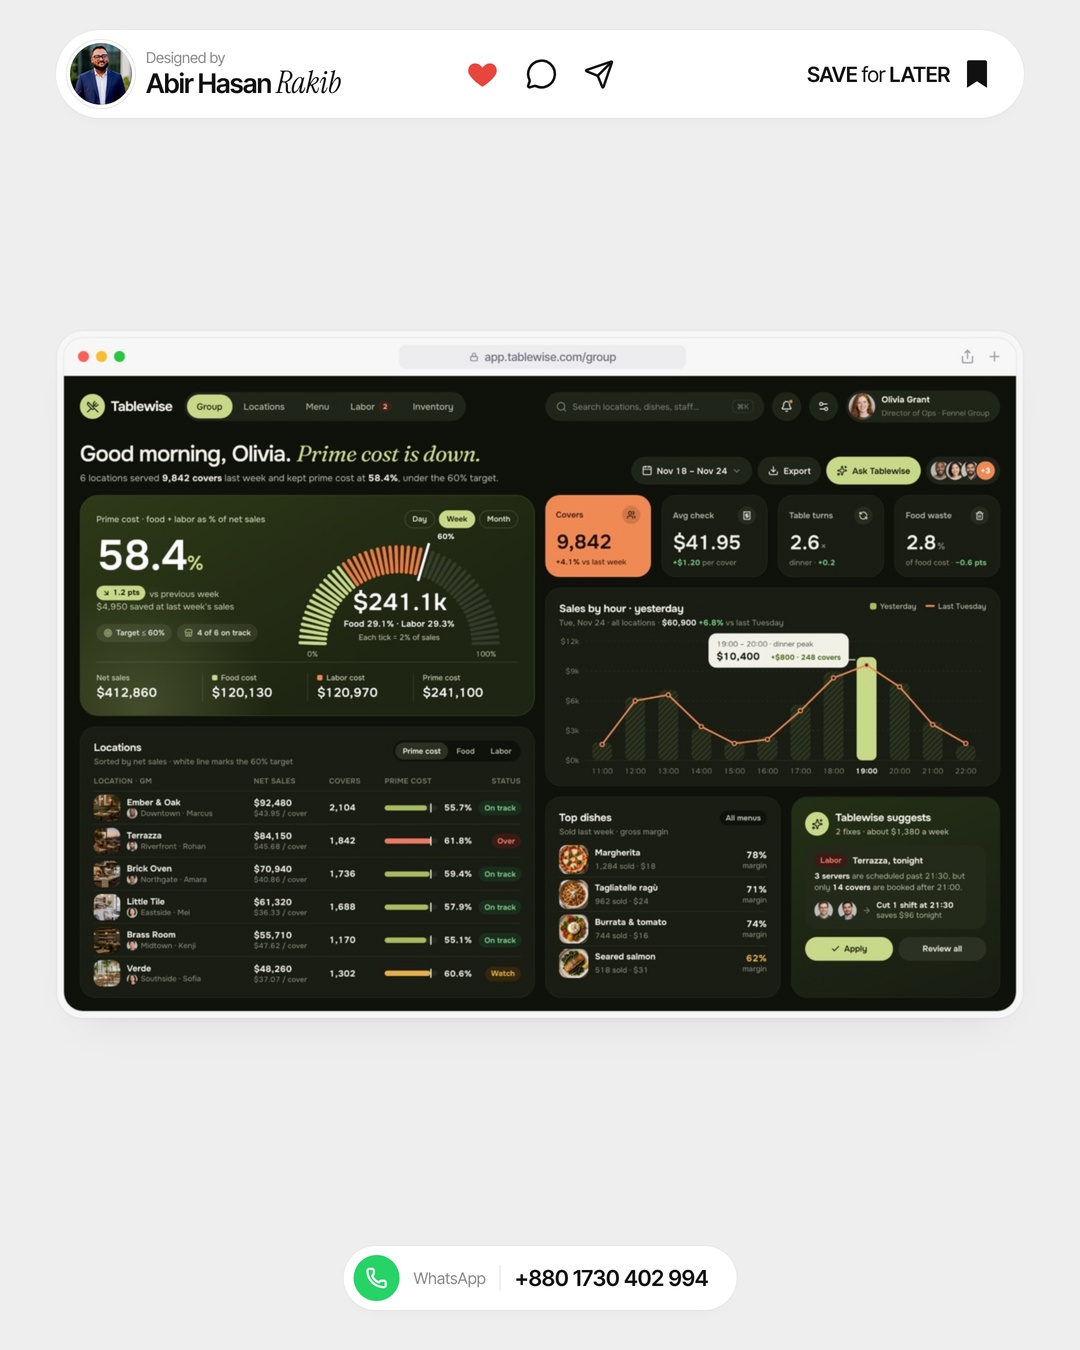 Designed by
Abir Hasan Rakib
SAVE for LATER
app.tablewise.com/group
Tablewise
Group
Locations
Menu
Labor 2
Inventory
Search locations, dishes, staff...
⌘K
Olivia Grant
Director of Ops · Fennel Group
Good morning, Olivia. Prime cost is down.
6 locations served 9,842 covers last week and kept prime cost at 58.4%, under the 60% target.
Nov 18 – Nov 24
Export
Ask Tablewise
+3
Prime cost · food + labor as % of net sales
Day
Week
Month
58.4%
1.2 pts vs previous week
$4,950 saved at last week's sales
Target ≤ 60%
4 of 6 on track
60%
$241.1k
Food 29.1% · Labor 29.3%
Each tick = 2% of sales
0%
100%
Net sales
$412,860
Food cost
$120,130
Labor cost
$120,970
Prime cost
$241,100
Covers
9,842
+4.1% vs last week
Avg check
$41.95
+$1.20 per cover
Table turns
2.6×
dinner · +0.2
Food waste
2.8%
of food cost · −0.6 pts
Sales by hour · yesterday
Tue, Nov 24 · all locations · $60,900 +6.8% vs last Tuesday
Yesterday
Last Tuesday
$12k
$9k
$6k
$3k
$0k
19:00 – 20:00 · dinner peak
$10,400 +$800 · 248 covers
11:00 12:00 13:00 14:00 15:00 16:00 17:00 18:00 19:00 20:00 21:00 22:00
Locations
Sorted by net sales · white line marks the 60% target
Prime cost
Food
Labor
LOCATION · GM NET SALES COVERS PRIME COST STATUS
Ember & Oak $92,480 2,104 55.7% On track
Downtown · Marcus $43.95 / cover
Terrazza $84,150 1,842 61.8% Over
Riverfront · Rohan $45.68 / cover
Brick Oven $70,940 1,736 59.4% On track
Northgate · Amara $40.86 / cover
Little Tile $61,320 1,688 57.9% On track
Eastside · Mei $36.33 / cover
Brass Room $55,710 1,170 55.1% On track
Midtown · Kenji $47.62 / cover
Verde $48,260 1,302 60.6% Watch
Southside · Sofia $37.07 / cover
Top dishes
All menus
Sold last week · gross margin
Margherita 78%
1,284 sold · $18 margin
Tagliatelle ragù 71%
962 sold · $24 margin
Burrata & tomato 74%
744 sold · $16 margin
Seared salmon 62%
518 sold · $31 margin
Tablewise suggests
2 fixes · about $1,380 a week
Labor Terrazza, tonight
3 servers are scheduled past 21:30, but
only 14 covers are booked after 21:00.
Cut 1 shift at 21:30
saves $96 tonight
Apply
Review all
WhatsApp
+880 1730 402 994